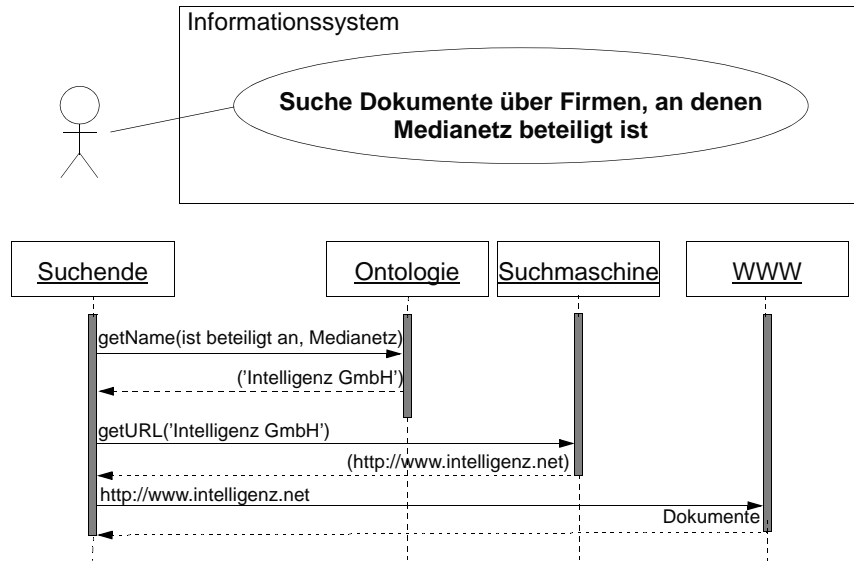 Informationssystem
Suche Dokumente über Firmen, an denen
Medianetz beteiligt ist
Suchende
Ontologie
Suchmaschine
WWW
getName(ist beteiligt an, Medianetz)
('Intelligenz GmbH')
getURL('Intelligenz GmbH')
(http://www.intelligenz.net)
http://www.intelligenz.net
Dokumente